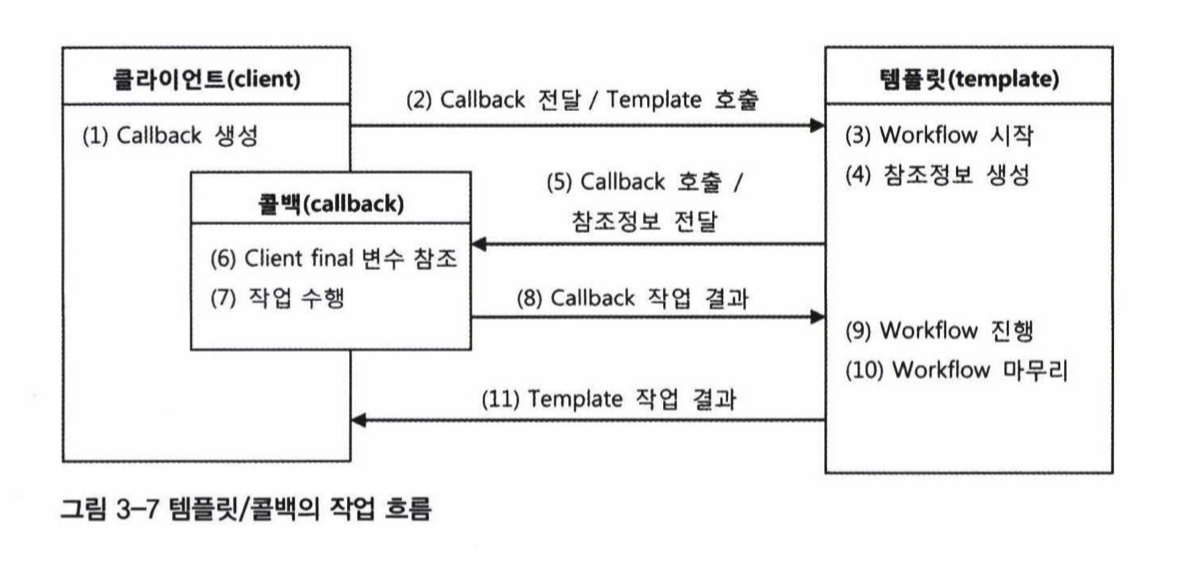 클라이언트(client)
(1) Callback 생성
(2) Callback 전달 / Template 호출
템플릿(template)
(3) Workflow 시작
(4) 참조정보 생성
(5) Callback 호출 /
참조정보 전달
콜백(callback)
(6) Client final 변수 참조
(7) 작업 수행
(8) Callback 작업 결과
(9) Workflow 진행
(10) Workflow 마무리
(11) Template 작업 결과
그림 3-7 템플릿/콜백의 작업 흐름